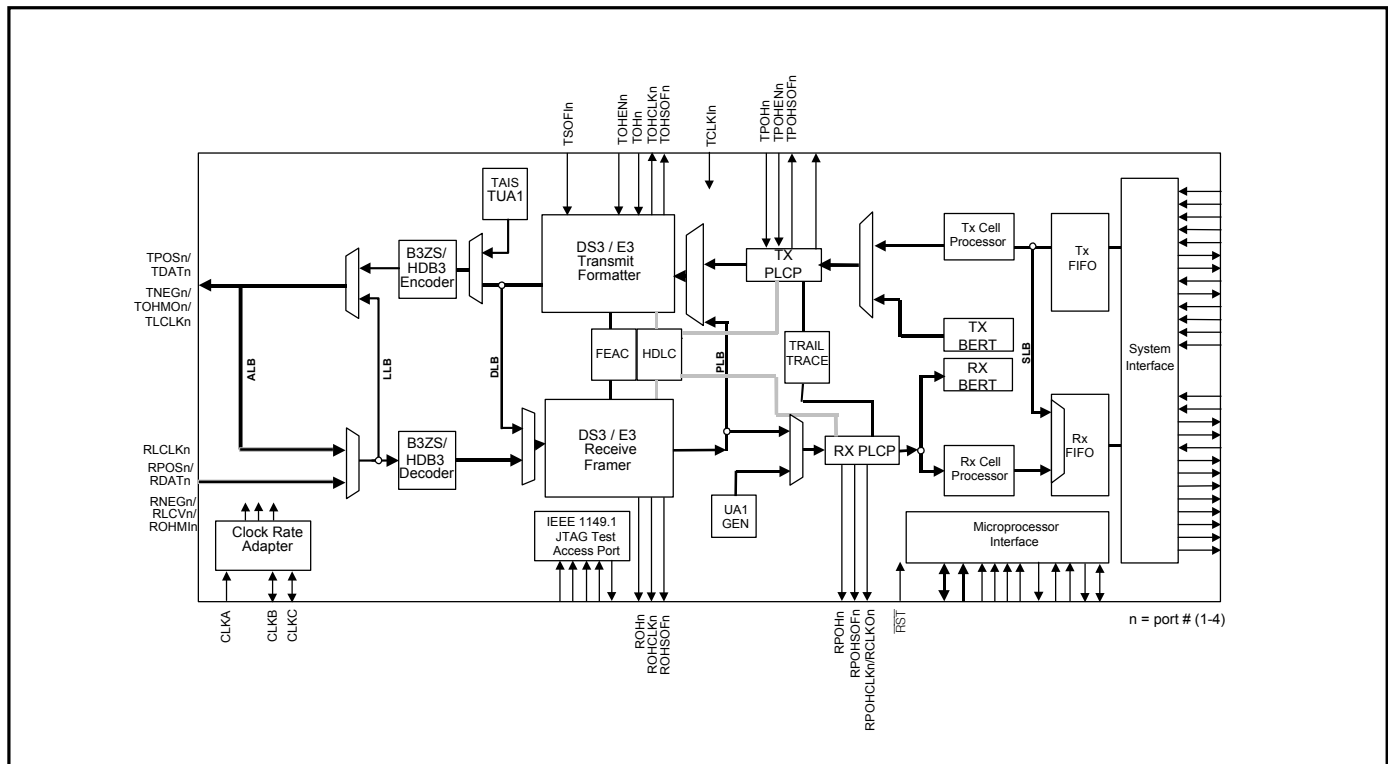 TSOFIn
TOHENn
TOHn
TOHCLKn
TOHSOFn
TCLKIn
TPOHn
TPOHENn
TPOHSOFn
TAIS
TUA1
B3ZS/
HDB3
Encoder
DS3 / E3
Transmit
Formatter
TX
PLCP
Tx Cell
Processor
Tx
FIFO
TPOSn/
TDATn
TNEGn/
TOHMOn/
TLCLKn
ALB
LLB
DLB
FEAC
HDLC
PLB
TRAIL
TRACE
TX
BERT
RX
BERT
SLB
System
Interface
RLCLKn
RPOSn/
RDATn
RNEGn/
RLCVn/
ROHMIn
B3ZS/
HDB3
Decoder
DS3 / E3
Receive
Framer
RX PLCP
Rx Cell
Processor
Rx
FIFO
UA1
GEN
Clock Rate
Adapter
IEEE 1149.1
JTAG Test
Access Port
Microprocessor
Interface
CLKA
CLKB
CLKC
ROHn
ROHCLKn
ROHSOFn
RPOHn
RPOHSOFn
RPOHCLKn/RCLKOn
RST
n = port # (1-4)